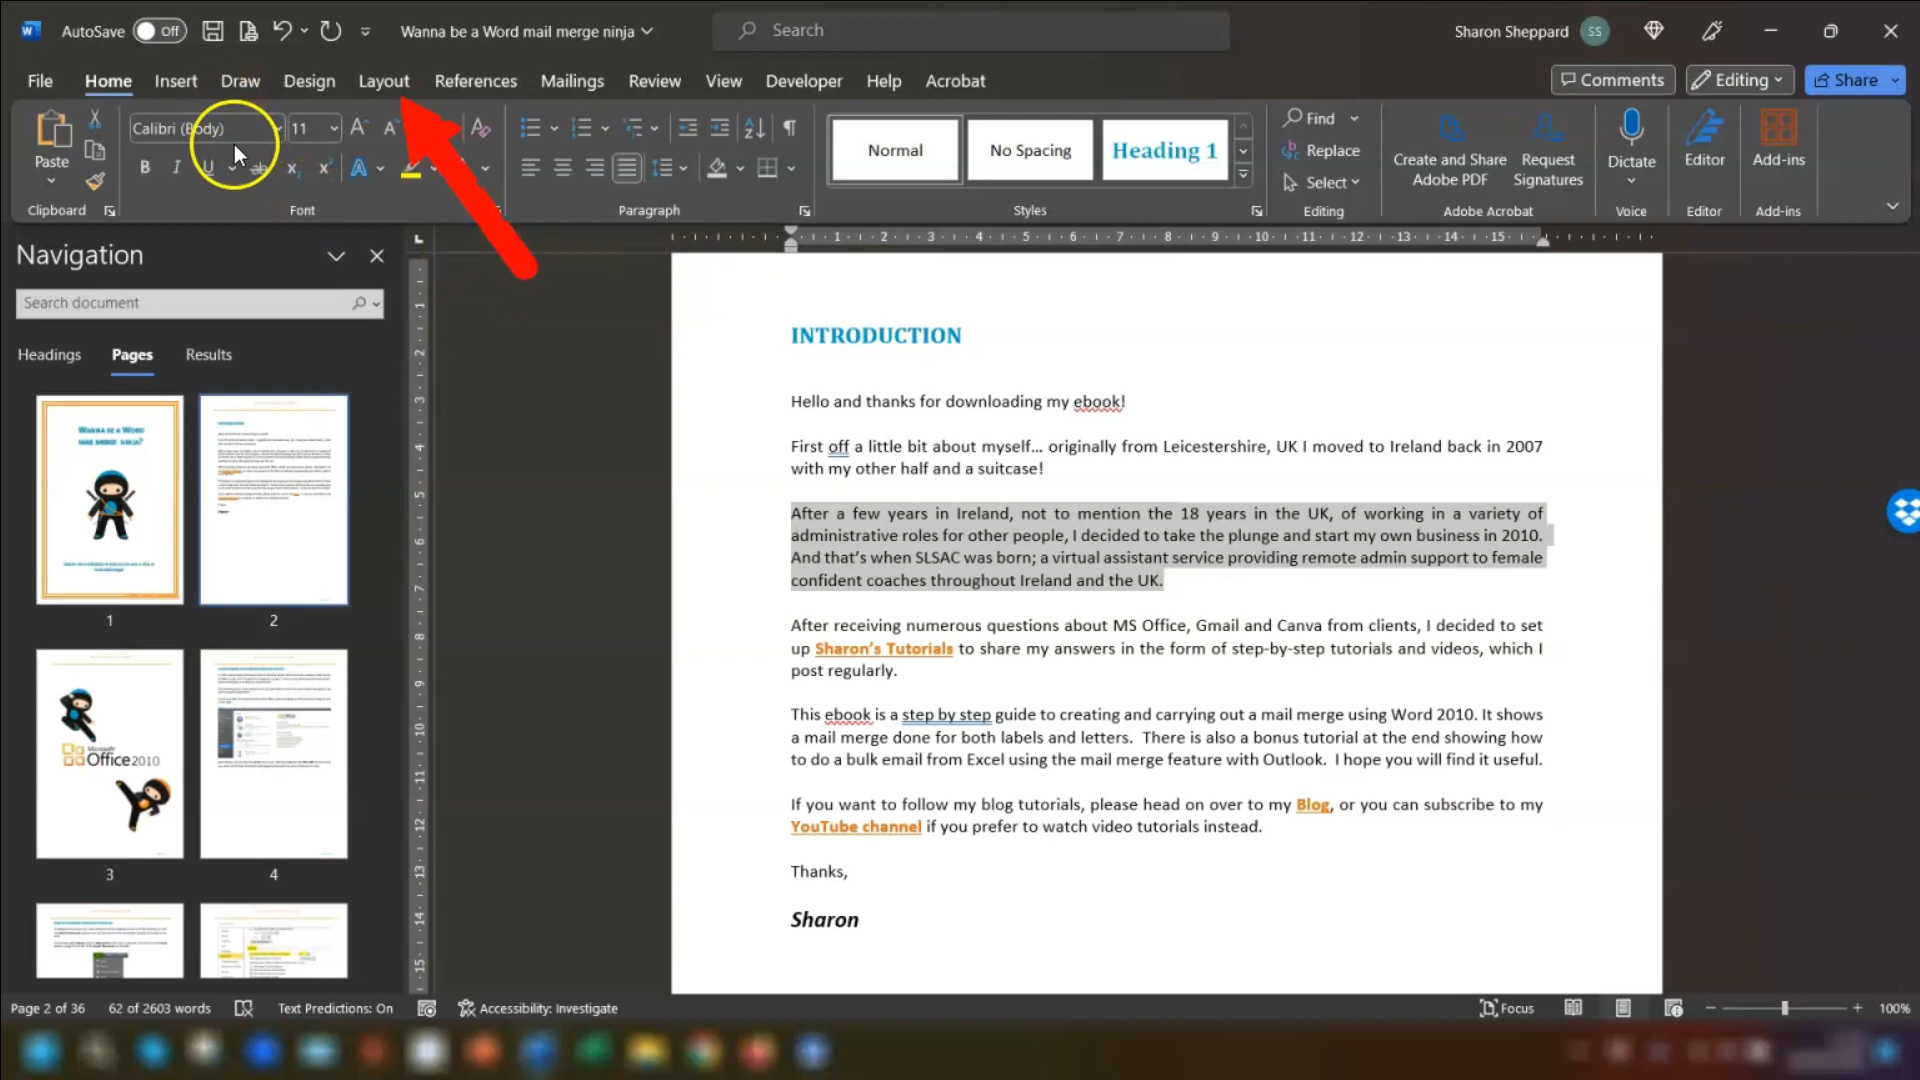 AutoSave Off
Wanna be a Word mail merge ninja
Search
Sharon Sheppard SS
File Home Insert Draw Design Layout References Mailings Review View Developer Help Acrobat
Comments Editing Share
Calibri (Body) 11
Paste
Clipboard
Font
Paragraph
Normal
No Spacing
Heading 1
Styles
Find
Replace
Select
Editing
Create and Share
Adobe PDF
Request
Signatures
Adobe Acrobat
Dictate
Voice
Editor
Editor
Add-ins
Add-ins
Navigation
Search document
Headings Pages Results
WANNA BE A WORD
MAIL MERGE NINJA?
1
2
Microsoft
Office 2010
3
4
INTRODUCTION
Hello and thanks for downloading my ebook!
First off a little bit about myself... originally from Leicestershire, UK I moved to Ireland back in 2007
with my other half and a suitcase!
After a few years in Ireland, not to mention the 18 years in the UK, of working in a variety of
administrative roles for other people, I decided to take the plunge and start my own business in 2010.
And that's when SLSAC was born; a virtual assistant service providing remote admin support to female
confident coaches throughout Ireland and the UK.
After receiving numerous questions about MS Office, Gmail and Canva from clients, I decided to set
up Sharon's Tutorials to share my answers in the form of step-by-step tutorials and videos, which I
post regularly.
This ebook is a step by step guide to creating and carrying out a mail merge using Word 2010. It shows
a mail merge done for both labels and letters. There is also a bonus tutorial at the end showing how
to do a bulk email from Excel using the mail merge feature with Outlook. I hope you will find it useful.
If you want to follow my blog tutorials, please head on over to my Blog, or you can subscribe to my
YouTube channel if you prefer to watch video tutorials instead.
Thanks,
Sharon
Page 2 of 36 62 of 2603 words Text Predictions: On Accessibility: Investigate
Focus 100%